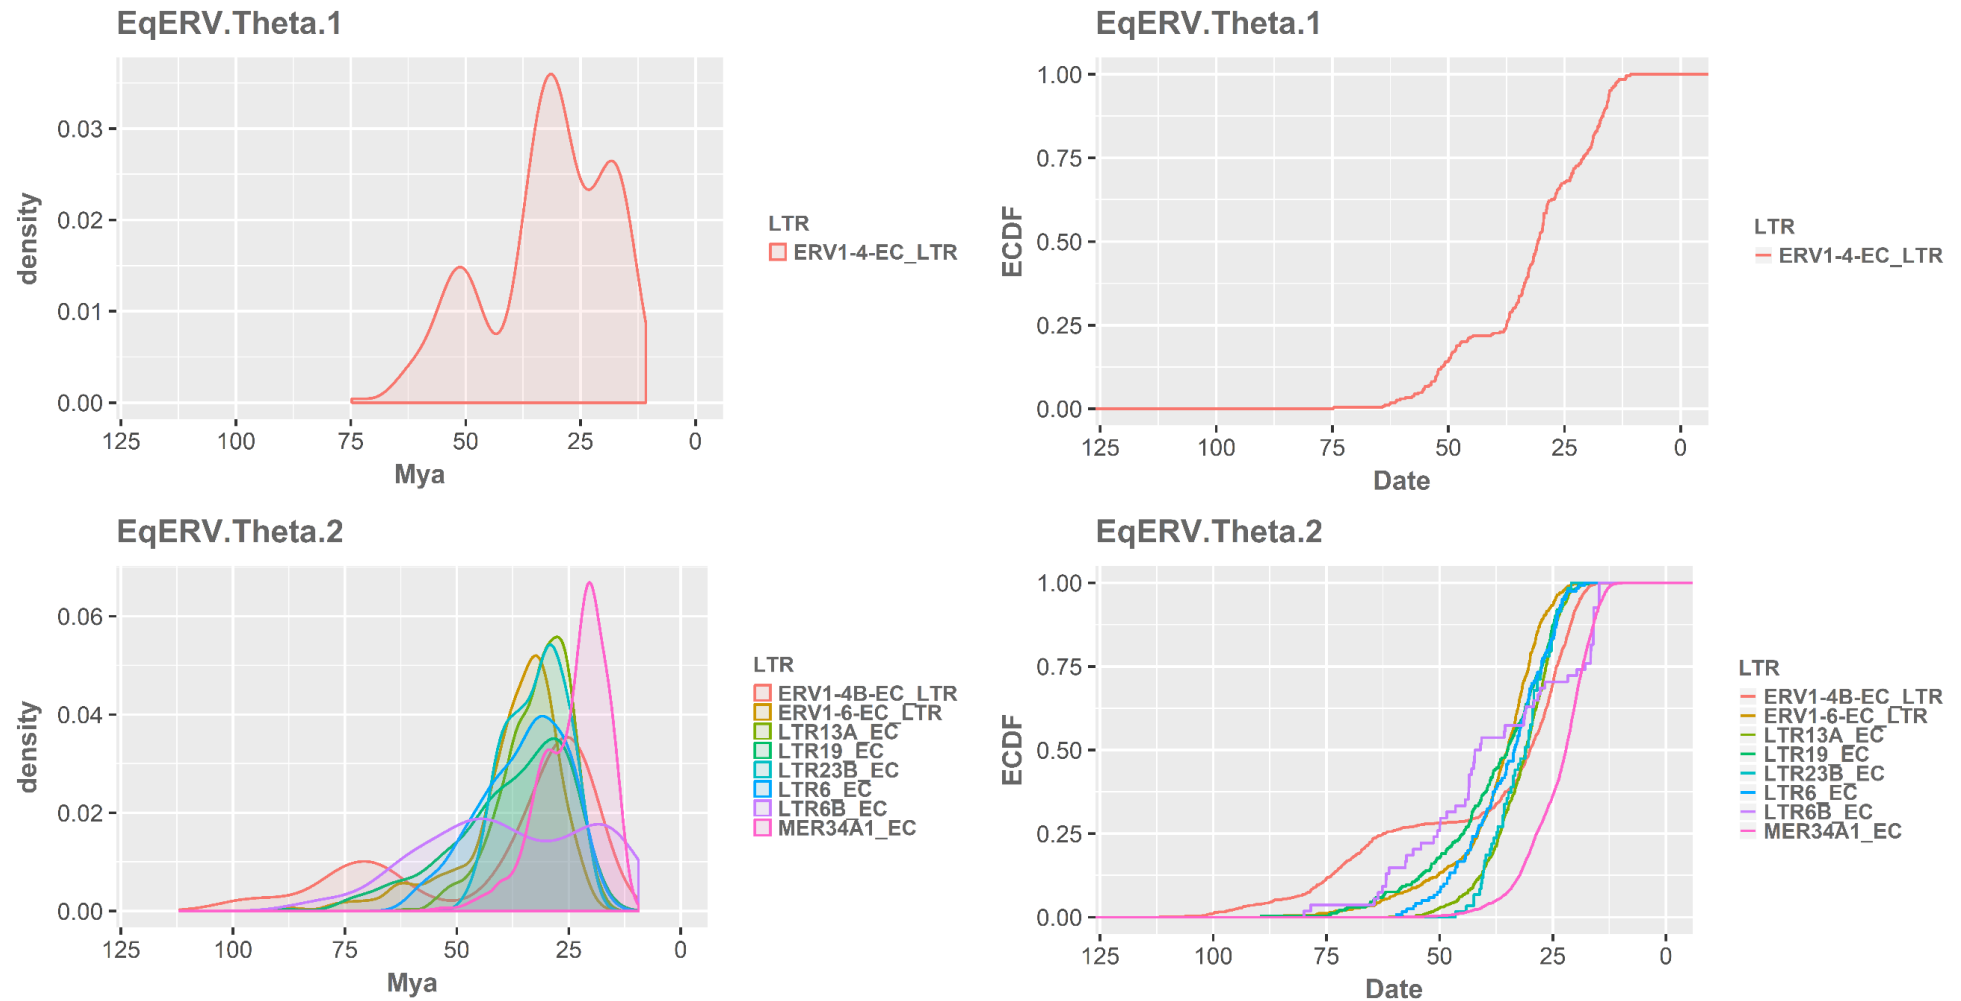 EqERV.Theta.1
0.03
0.02
0.01
0.00
density
125 100 75 50 25 0
Mya
LTR
ERV1-4-EC_LTR
EqERV.Theta.1
1.00
0.75
0.50
0.25
0.00
ECDF
125 100 75 50 25 0
Date
LTR
ERV1-4-EC_LTR
EqERV.Theta.2
0.06
0.04
0.02
0.00
density
125 100 75 50 25 0
Mya
LTR
ERV1-4B-EC_LTR
ERV1-6-EC_LTR
LTR13A_EC
LTR19_EC
LTR23B_EC
LTR6_EC
LTR6B_EC
MER34A1_EC
EqERV.Theta.2
1.00
0.75
0.50
0.25
0.00
ECDF
125 100 75 50 25 0
Date
LTR
ERV1-4B-EC_LTR
ERV1-6-EC_LTR
LTR13A_EC
LTR19_EC
LTR23B_EC
LTR6_EC
LTR6B_EC
MER34A1_EC